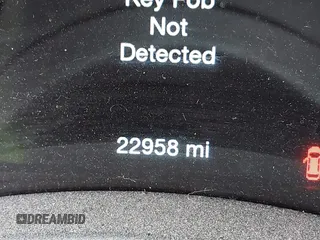 Key Fob
Not
Detected
22958 mi
DREAMBID